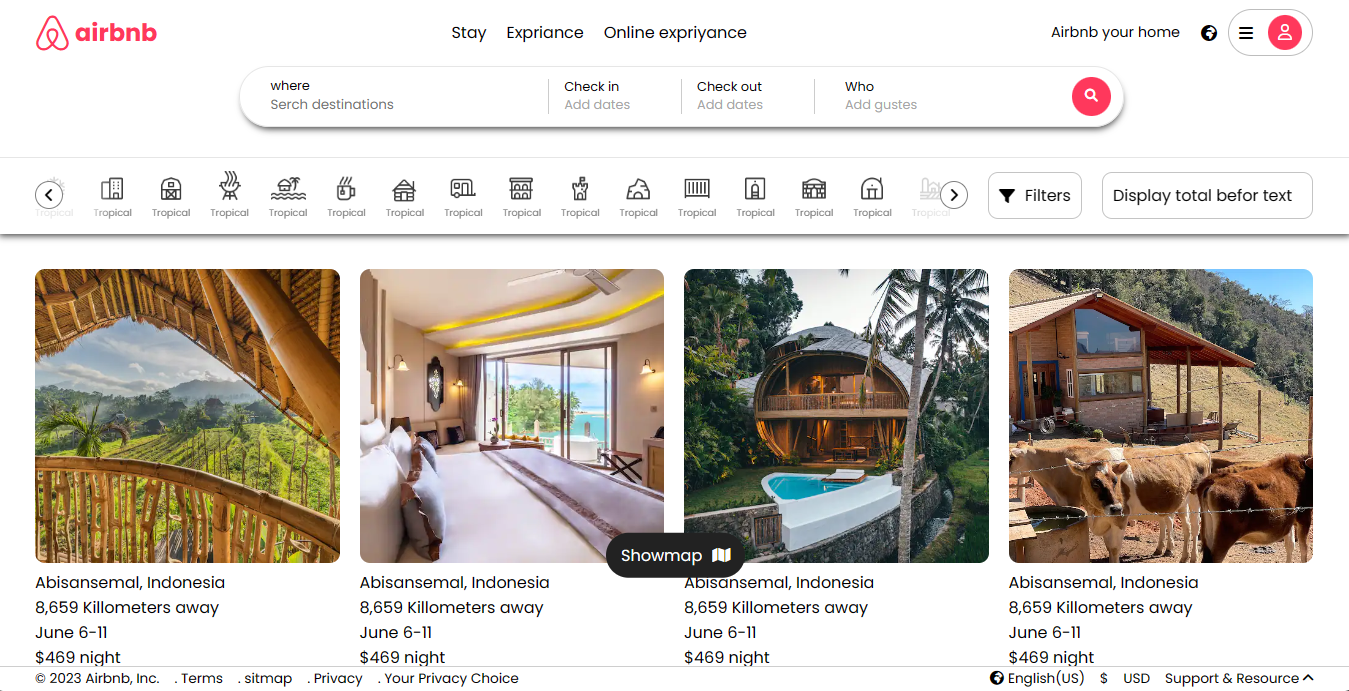 airbnb
Stay Expriance Online expriyance
Airbnb your home
where
Serch destinations
Check in
Add dates
Check out
Add dates
Who
Add gustes
Tropical Tropical Tropical Tropical Tropical Tropical Tropical Tropical Tropical Tropical Tropical Tropical Tropical Tropical Tropical Tropical
Filters
Display total befor text
Showmap
Abisansemal, Indonesia
8,659 Killometers away
June 6-11
$469 night
Abisansemal, Indonesia
8,659 Killometers away
June 6-11
$469 night
Abisansemal, Indonesia
8,659 Killometers away
June 6-11
$469 night
Abisansemal, Indonesia
8,659 Killometers away
June 6-11
$469 night
© 2023 Airbnb, Inc. . Terms . sitmap . Privacy . Your Privacy Choice
English(US) $ USD Support & Resource